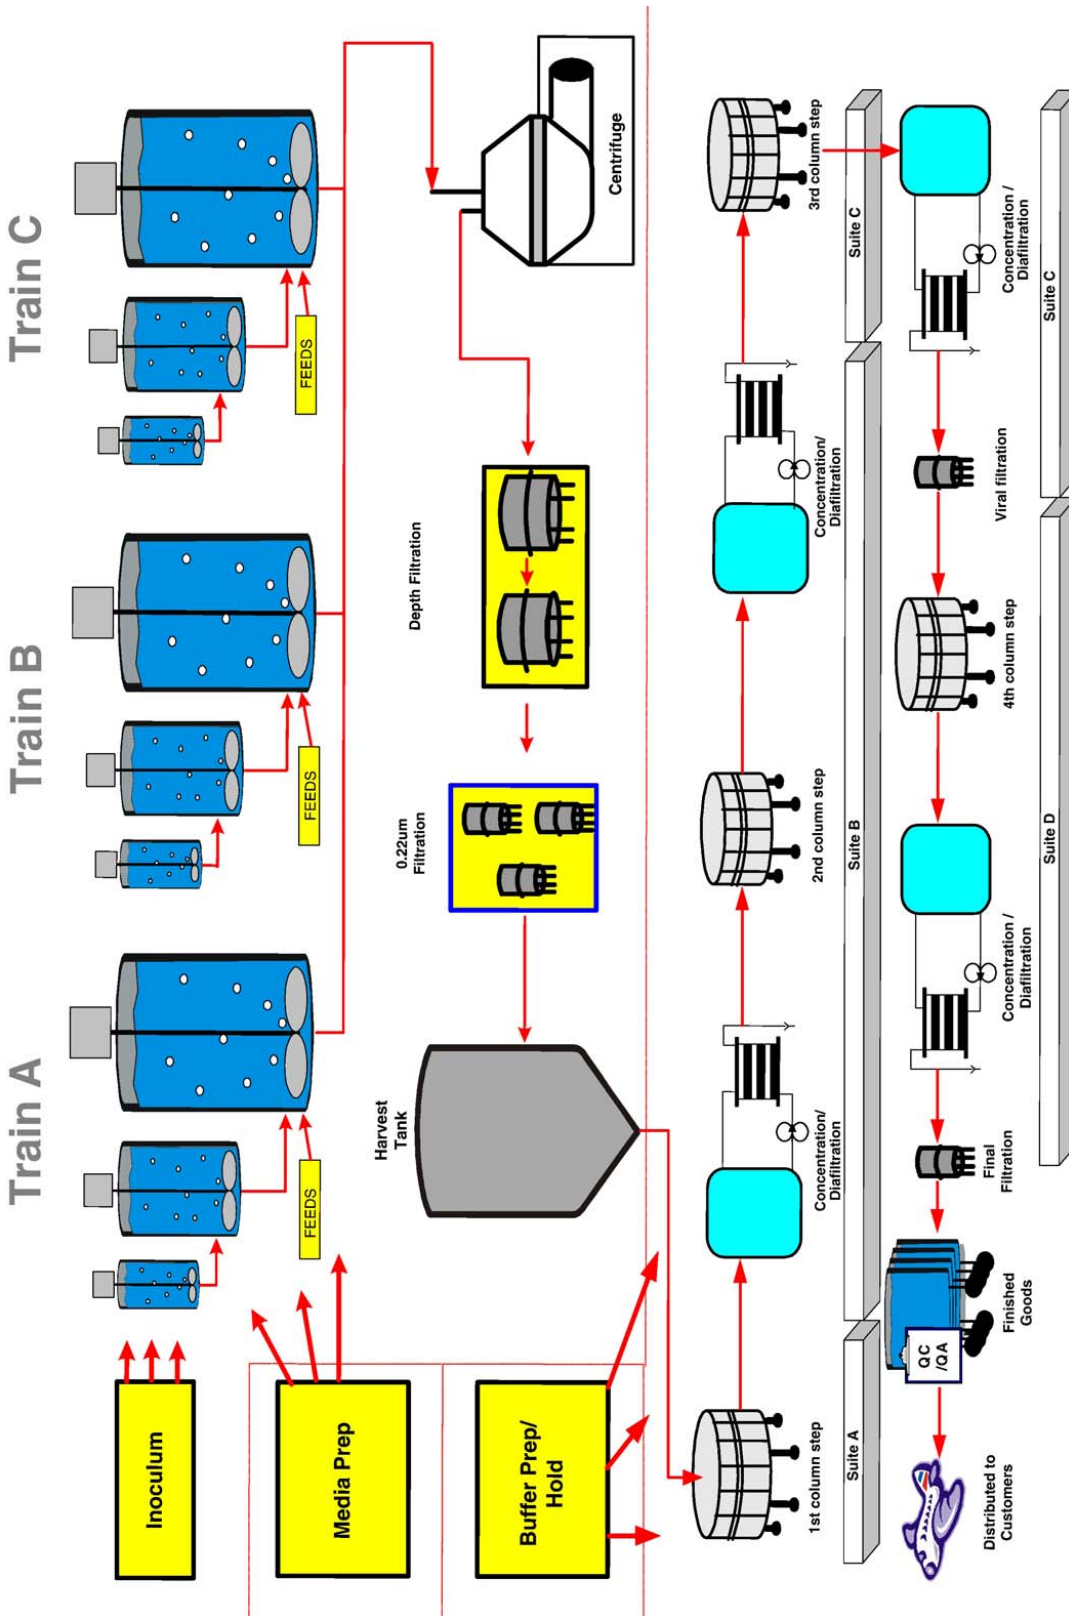 Train A
Train B
Train C
Inoculum
FEEDS
FEEDS
FEEDS
Media Prep
Harvest
Tank
0.22um
Filtration
Depth Filtration
Centrifuge
Buffer Prep/
Hold
1st column step
Concentration/
Diafiltration
2nd column step
Concentration/
Diafiltration
3rd column step
Suite A
Suite B
Suite C
QC
/QA
Distributed to
Customers
Finished
Goods
Final
Filtration
Concentration /
Diafiltration
4th column step
Viral filtration
Concentration /
Diafiltration
Suite D
Suite C